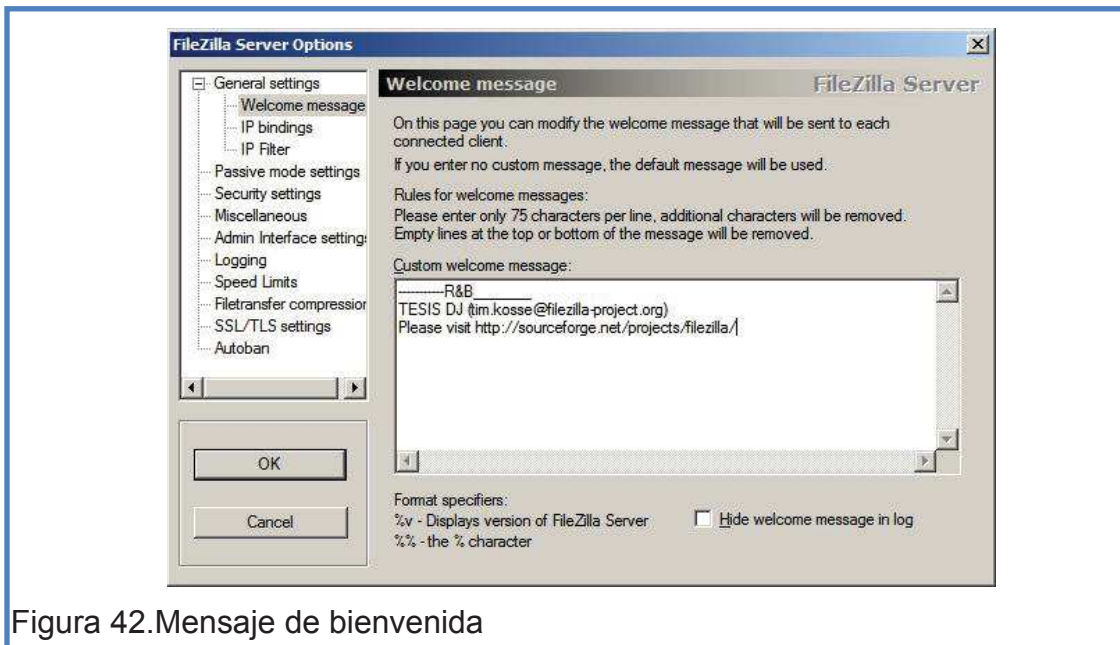 FileZilla Server Options
General settings
Welcome message
IP bindings
IP Filter
Passive mode settings
Security settings
Miscellaneous
Admin Interface setting
Logging
Speed Limits
Filetransfer compression
SSL/TLS settings
Autoban
OK
Cancel
Welcome message FileZilla Server
On this page you can modify the welcome message that will be sent to each
connected client.
If you enter no custom message, the default message will be used.
Rules for welcome messages:
Please enter only 75 characters per line, additional characters will be removed.
Empty lines at the top or bottom of the message will be removed.
Custom welcome message:
-----------R&B________
TESIS DJ (tim.kosse@filezilla-project.org)
Please visit http://sourceforge.net/projects/filezilla/
Format specifiers:
%v - Displays version of FileZilla Server
%% - the % character
Hide welcome message in log
Figura 42.Mensaje de bienvenida